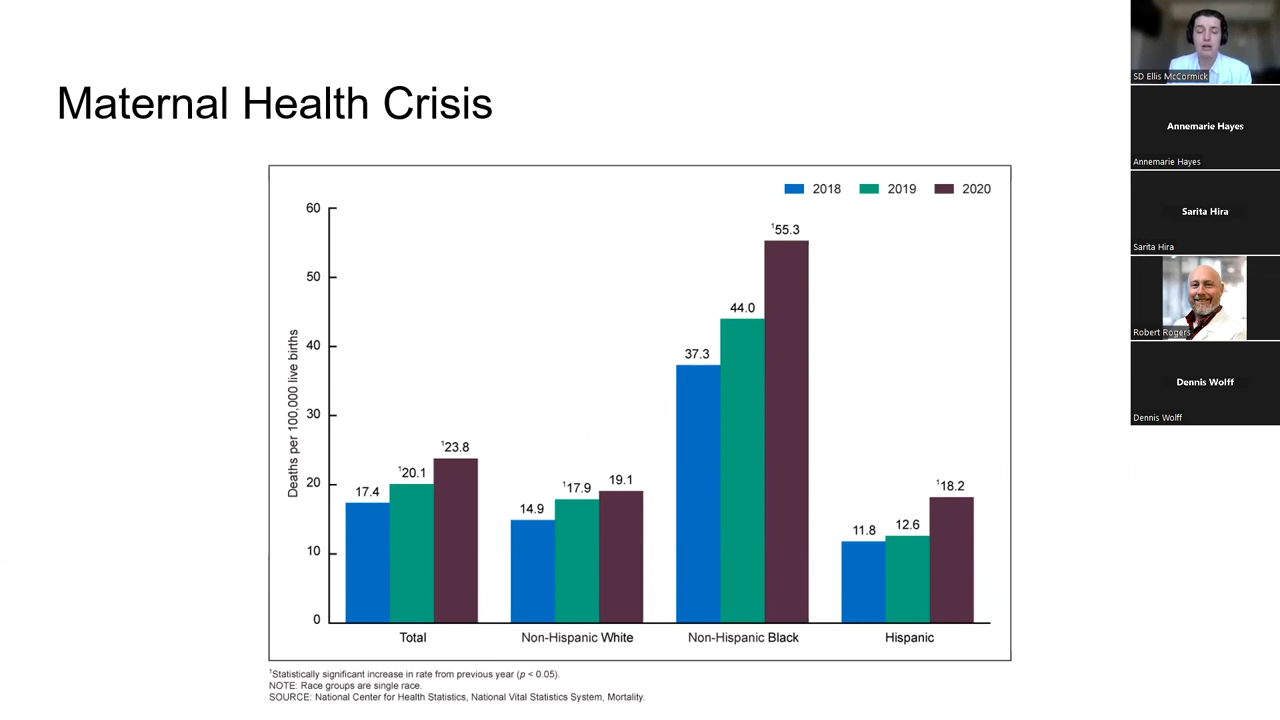 Maternal Health Crisis
2018 2019 2020
Deaths per 100,000 live births
60
50
40
30
20
10
0
17.4 ¹20.1 ¹23.8
14.9 ¹17.9 19.1
37.3 44.0 ¹55.3
11.8 12.6 ¹18.2
Total Non-Hispanic White Non-Hispanic Black Hispanic
¹Statistically significant increase in rate from previous year (p < 0.05).
NOTE: Race groups are single race.
SOURCE: National Center for Health Statistics, National Vital Statistics System, Mortality.
SD Ellis McCormick
Annemarie Hayes
Annemarie Hayes
Sarita Hira
Sarita Hira
Robert Rogers
Dennis Wolff
Dennis Wolff